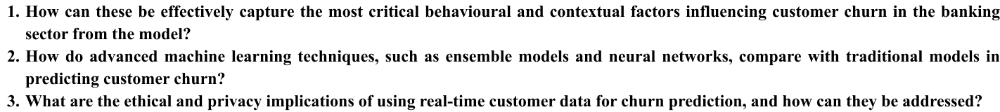 1. How can these be effectively capture the most critical behavioural and contextual factors influencing customer churn in the banking
sector from the model?
2. How do advanced machine learning techniques, such as ensemble models and neural networks, compare with traditional models in
predicting customer churn?
3. What are the ethical and privacy implications of using real-time customer data for churn prediction, and how can they be addressed?